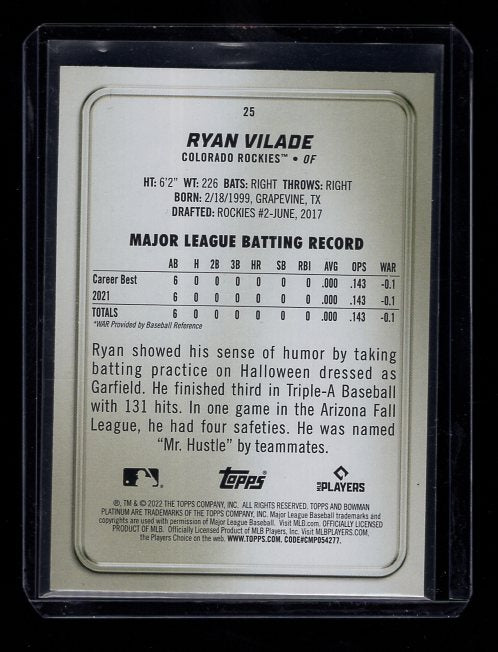 25
RYAN VILADE
COLORADO ROCKIES™ • OF
HT: 6'2" WT: 226 BATS: RIGHT THROWS: RIGHT
BORN: 2/18/1999, GRAPEVINE, TX
DRAFTED: ROCKIES #2-JUNE, 2017
MAJOR LEAGUE BATTING RECORD
AB H 2B 3B HR SB RBI AVG OPS WAR
Career Best 6 0 0 0 0 0 0 .000 .143 -0.1
2021 6 0 0 0 0 0 0 .000 .143 -0.1
TOTALS 6 0 0 0 0 0 0 .000 .143 -0.1
*WAR Provided by Baseball Reference
Ryan showed his sense of humor by taking
batting practice on Halloween dressed as
Garfield. He finished third in Triple-A Baseball
with 131 hits. In one game in the Arizona Fall
League, he had four safeties. He was named
“Mr. Hustle” by teammates.
Topps
MLB PLAYERS
®, TM & © 2022 THE TOPPS COMPANY, INC. ALL RIGHTS RESERVED. TOPPS AND BOWMAN
PLATINUM ARE TRADEMARKS OF THE TOPPS COMPANY, INC. Major League Baseball trademarks and
copyrights are used with permission of Major League Baseball. Visit MLB.com. OFFICIALLY LICENSED
PRODUCT OF MLB. Officially Licensed Product of MLB Players, Inc. Visit MLBPLAYERS.COM,
the Players Choice on the web. WWW.TOPPS.COM. CODE#CMP054277.